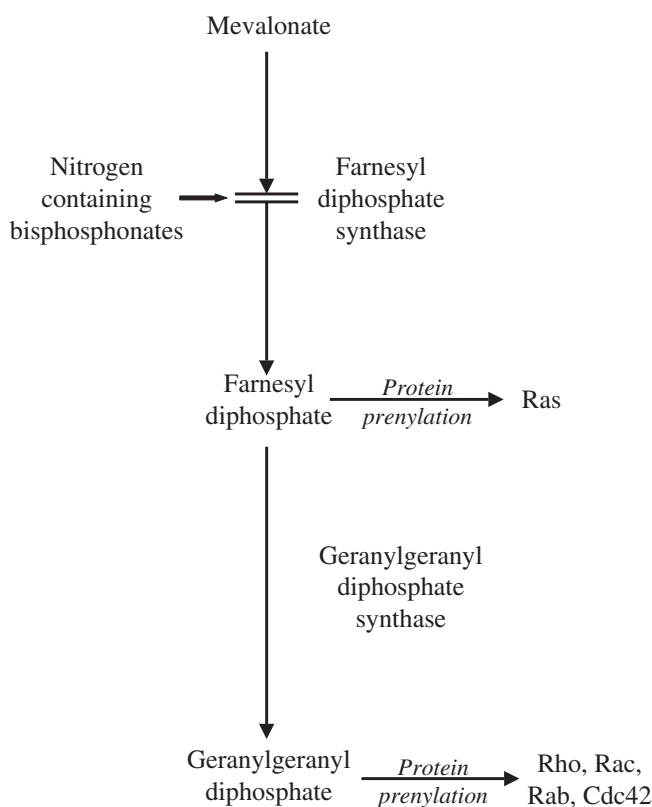 Mevalonate
Nitrogen
containing
bisphosphonates
Farnesyl
diphosphate
synthase
Farnesyl
diphosphate
Protein
prenylation
Ras
Geranylgeranyl
diphosphate
synthase
Geranylgeranyl
diphosphate
Protein
prenylation
Rho, Rac,
Rab, Cdc42